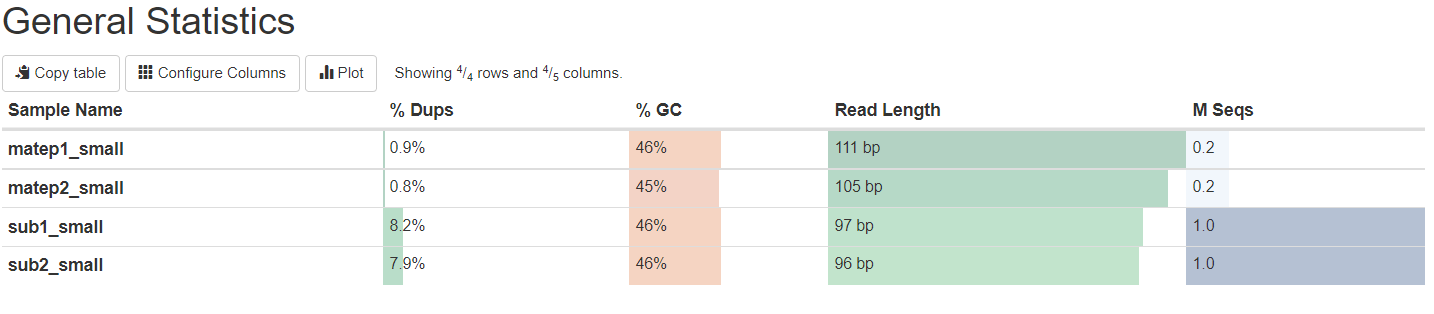 General Statistics
Copy table Configure Columns Plot Showing 4/4 rows and 4/5 columns.
Sample Name % Dups % GC Read Length M Seqs
matep1_small 0.9% 46% 111 bp 0.2
matep2_small 0.8% 45% 105 bp 0.2
sub1_small 8.2% 46% 97 bp 1.0
sub2_small 7.9% 46% 96 bp 1.0